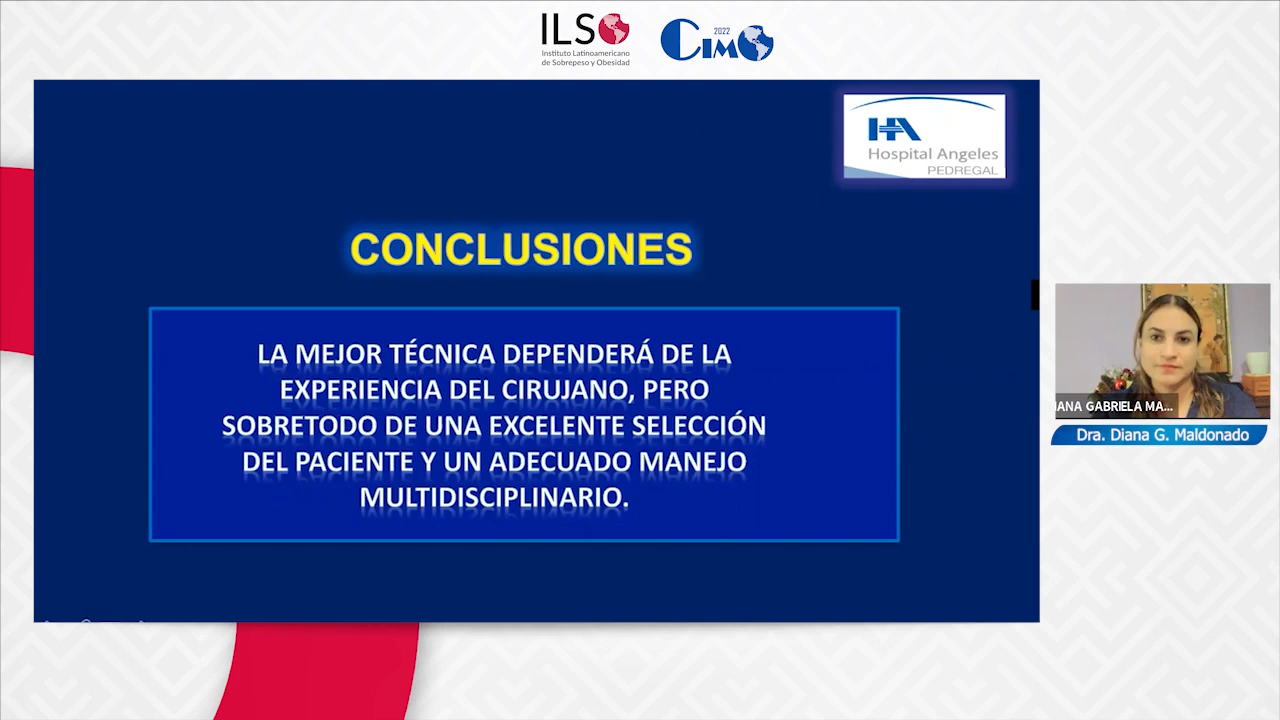 ILSO
Instituto Latinoamericano
de Sobrepeso y Obesidad
2022
CIMO
HA
Hospital Angeles
PEDREGAL
CONCLUSIONES
LA MEJOR TÉCNICA DEPENDERÁ DE LA
EXPERIENCIA DEL CIRUJANO, PERO
SOBRETODO DE UNA EXCELENTE SELECCIÓN
DEL PACIENTE Y UN ADECUADO MANEJO
MULTIDISCIPLINARIO.
IANA GABRIELA MA...
Dra. Diana G. Maldonado